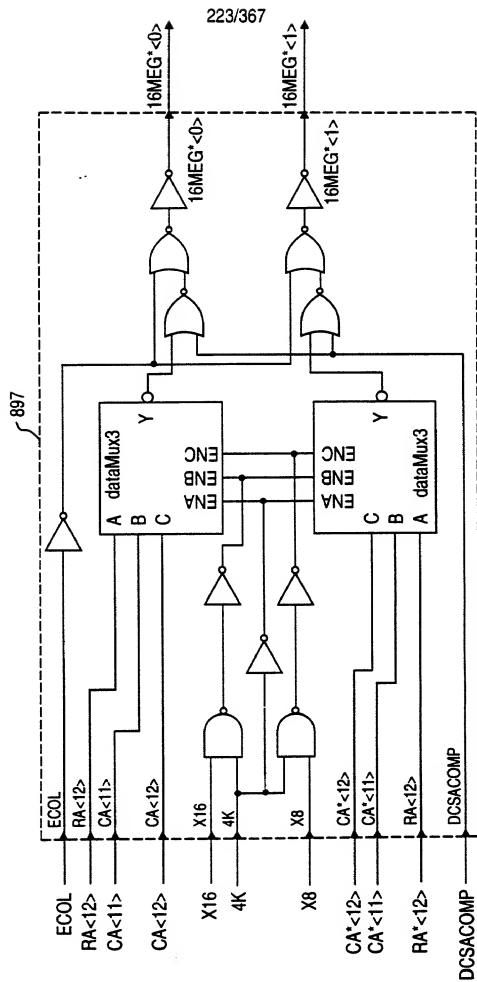 223/367
897
16MEG*<0>
16MEG*<0>
16MEG*<1>
16MEG*<1>
ECOL
ECOL
RA<12>
RA<12>
CA<11>
CA<11>
CA<12>
CA<12>
X16
X16
4K
4K
X8
X8
CA*<12>
CA*<12>
CA*<11>
CA*<11>
RA*<12>
RA<12>
DCSACOMP
DCSACOMP
A
B
C
dataMux3
Y
ENA
ENB
ENC
ENA
ENB
ENC
C
B
A
dataMux3
Y